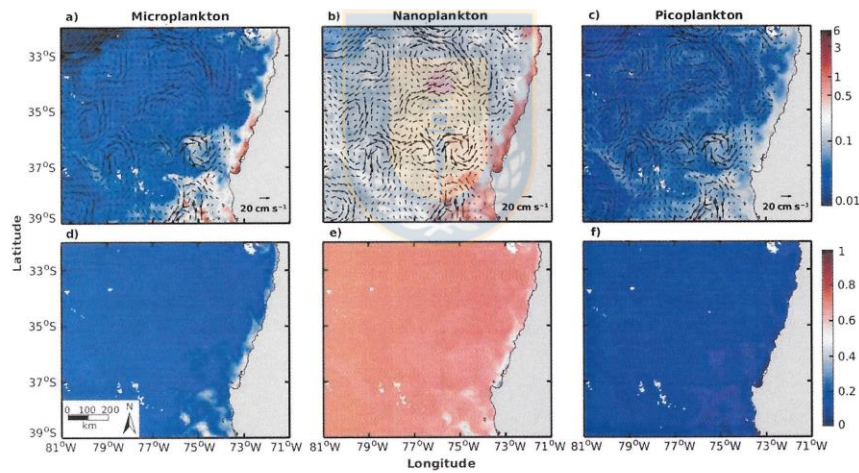 a) Microplankton
b) Nanoplankton
c) Picoplankton
33°S
35°S
37°S
39°S
20 cm s⁻¹
20 cm s⁻¹
20 cm s⁻¹
6
3
1
0.5
0.1
0.01
Latitude
d)
e)
f)
33°S
35°S
37°S
39°S
N
0 100 200
km
1
0.8
0.6
0.4
0.2
0
81°W 79°W 77°W 75°W 73°W 71°W
81°W 79°W 77°W 75°W 73°W 71°W
81°W 79°W 77°W 75°W 73°W 71°W
Longitude